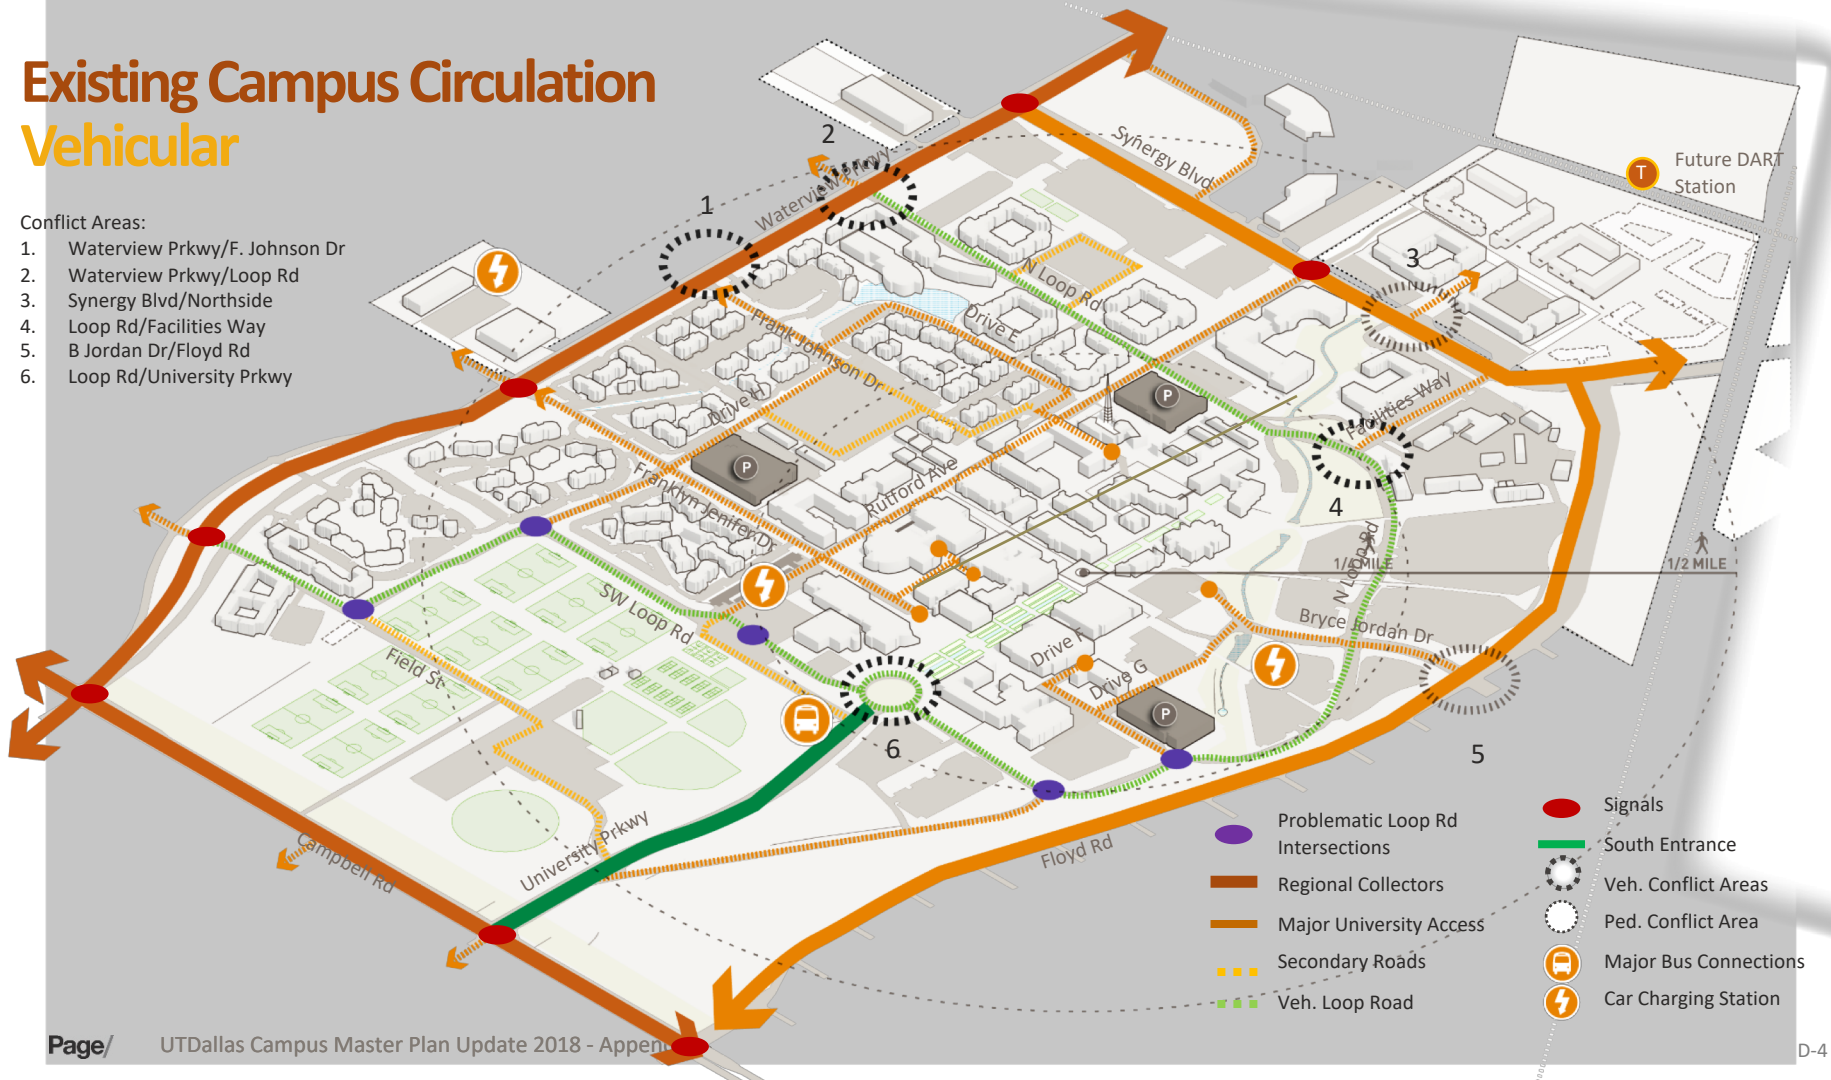 Existing Campus Circulation
Vehicular
Conflict Areas:
1. Waterview Prkwy/F. Johnson Dr
2. Waterview Prkwy/Loop Rd
3. Synergy Blvd/Northside
4. Loop Rd/Facilities Way
5. B Jordan Dr/Floyd Rd
6. Loop Rd/University Prkwy
2
1
Waterview Prkwy
Synergy Blvd
T
Future DART
Station
3
N Loop Rd
Drive E
Frank Johnson Dr
Drive H
P
Facilities Way
P
Rutford Ave
Franklyn Jenifer Dr
4
N Loop Rd
1/4 MILE
1/2 MILE
SW Loop Rd
Bryce Jordan Dr
Field St
Drive F
Drive G
P
6
5
University Prkwy
Campbell Rd
Floyd Rd
Problematic Loop Rd
Intersections
Regional Collectors
Major University Access
Secondary Roads
Veh. Loop Road
Signals
South Entrance
Veh. Conflict Areas
Ped. Conflict Area
Major Bus Connections
Car Charging Station
Page/
UTDallas Campus Master Plan Update 2018 - Appen
D-4